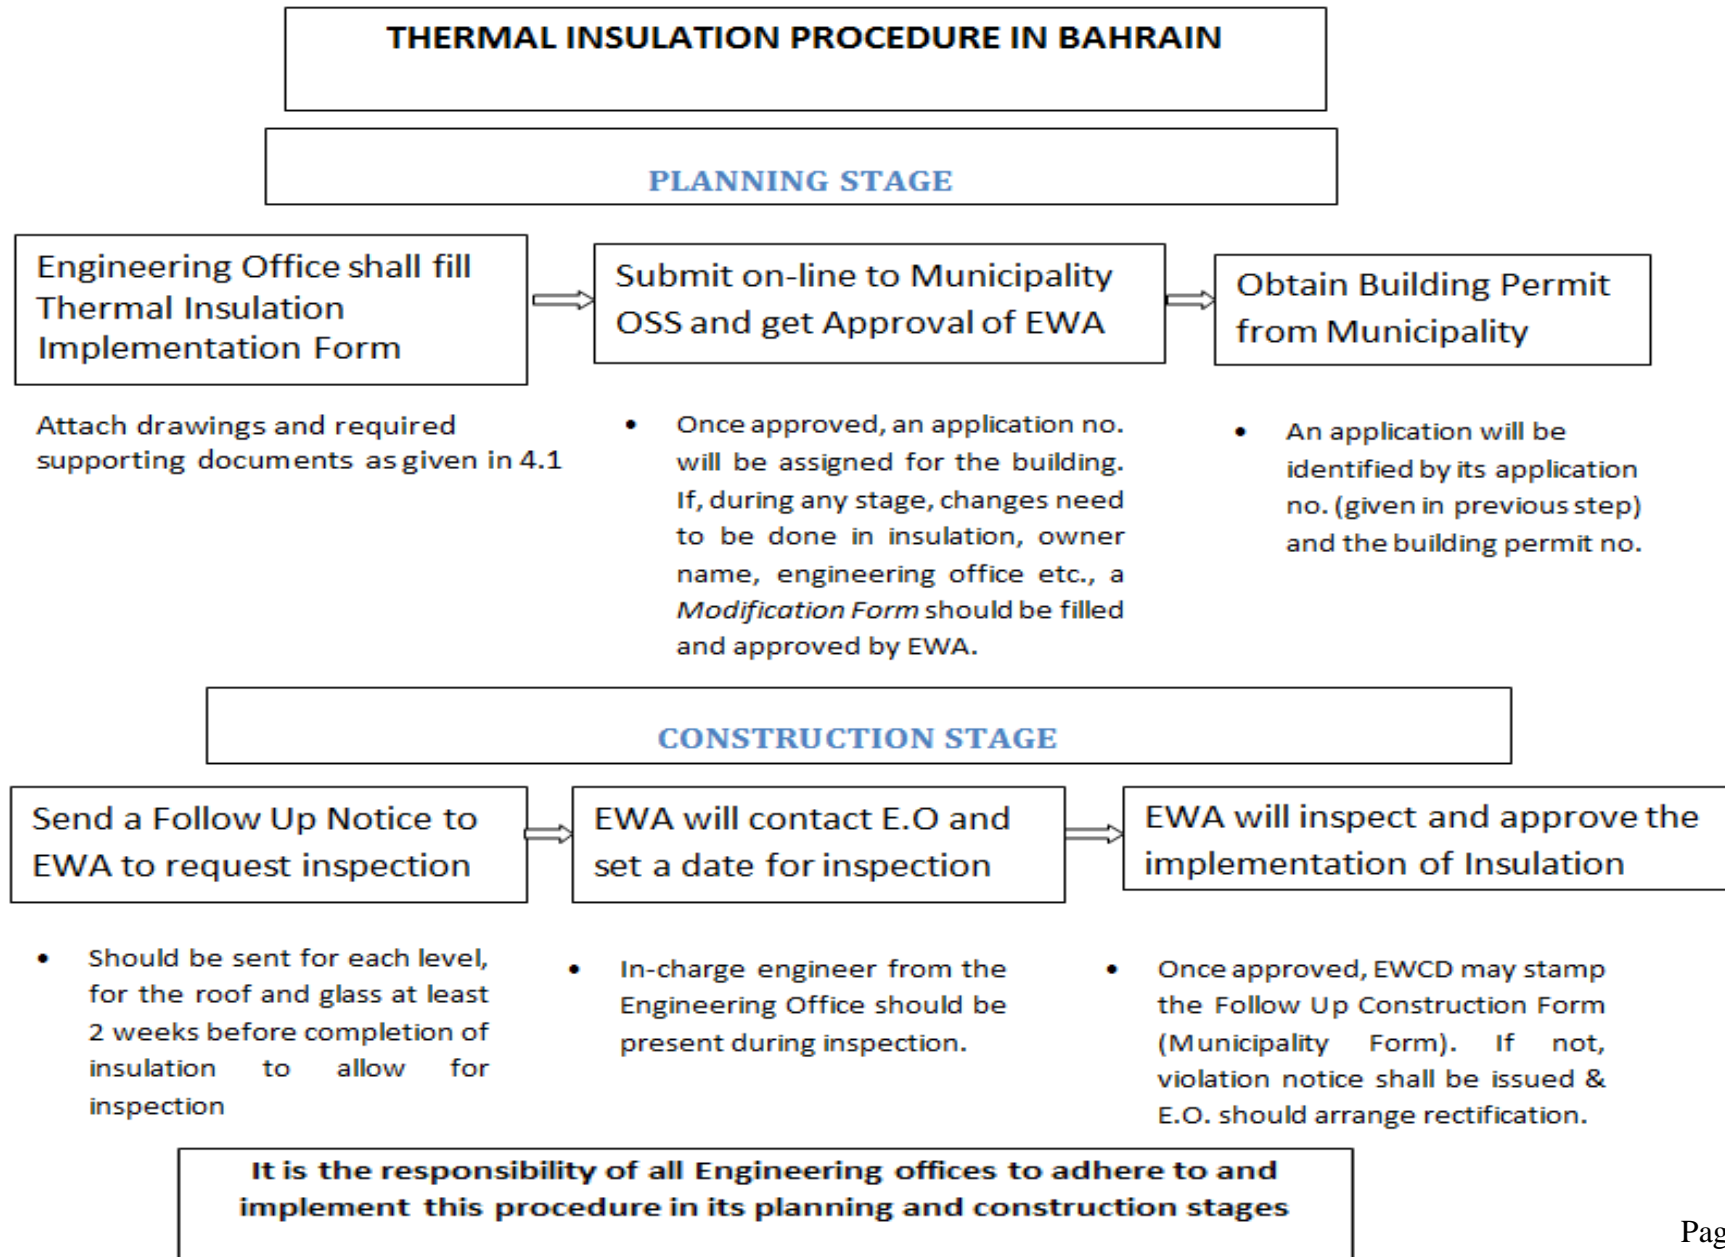 THERMAL INSULATION PROCEDURE IN BAHRAIN
PLANNING STAGE
Engineering Office shall fill
Thermal Insulation
Implementation Form
Attach drawings and required
supporting documents as given in 4.1
Submit on-line to Municipality
OSS and get Approval of EWA
• Once approved, an application no.
will be assigned for the building.
If, during any stage, changes need
to be done in insulation, owner
name, engineering office etc., a
Modification Form should be filled
and approved by EWA.
Obtain Building Permit
from Municipality
• An application will be
identified by its application
no. (given in previous step)
and the building permit no.
CONSTRUCTION STAGE
Send a Follow Up Notice to
EWA to request inspection
• Should be sent for each level,
for the roof and glass at least
2 weeks before completion of
insulation to allow for
inspection
EWA will contact E.O and
set a date for inspection
• In-charge engineer from the
Engineering Office should be
present during inspection.
EWA will inspect and approve the
implementation of Insulation
• Once approved, EWCD may stamp
the Follow Up Construction Form
(Municipality Form). If not,
violation notice shall be issued &
E.O. should arrange rectification.
It is the responsibility of all Engineering offices to adhere to and
implement this procedure in its planning and construction stages
Pag